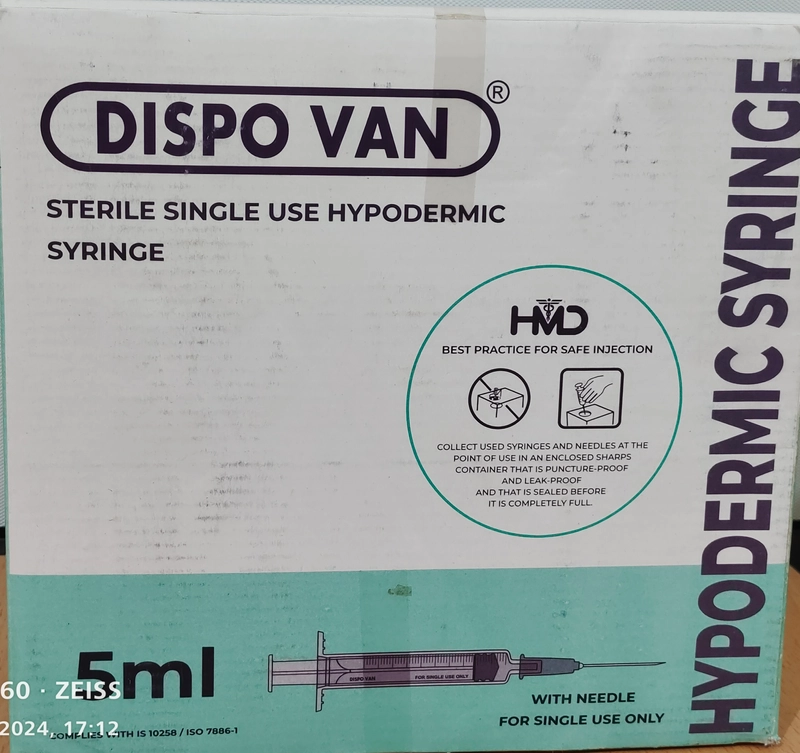 DISPO VAN ®
STERILE SINGLE USE HYPODERMIC
SYRINGE
HMD
BEST PRACTICE FOR SAFE INJECTION
COLLECT USED SYRINGES AND NEEDLES AT THE
POINT OF USE IN AN ENCLOSED SHARPS
CONTAINER THAT IS PUNCTURE-PROOF
AND LEAK-PROOF
AND THAT IS SEALED BEFORE
IT IS COMPLETELY FULL.
HYPODERMIC SYRINGE
5ml
DISPO VAN
FOR SINGLE USE ONLY
WITH NEEDLE
FOR SINGLE USE ONLY
COMPLIES WITH IS 10258 / ISO 7886-1
60 · ZEISS
2024, 17:12